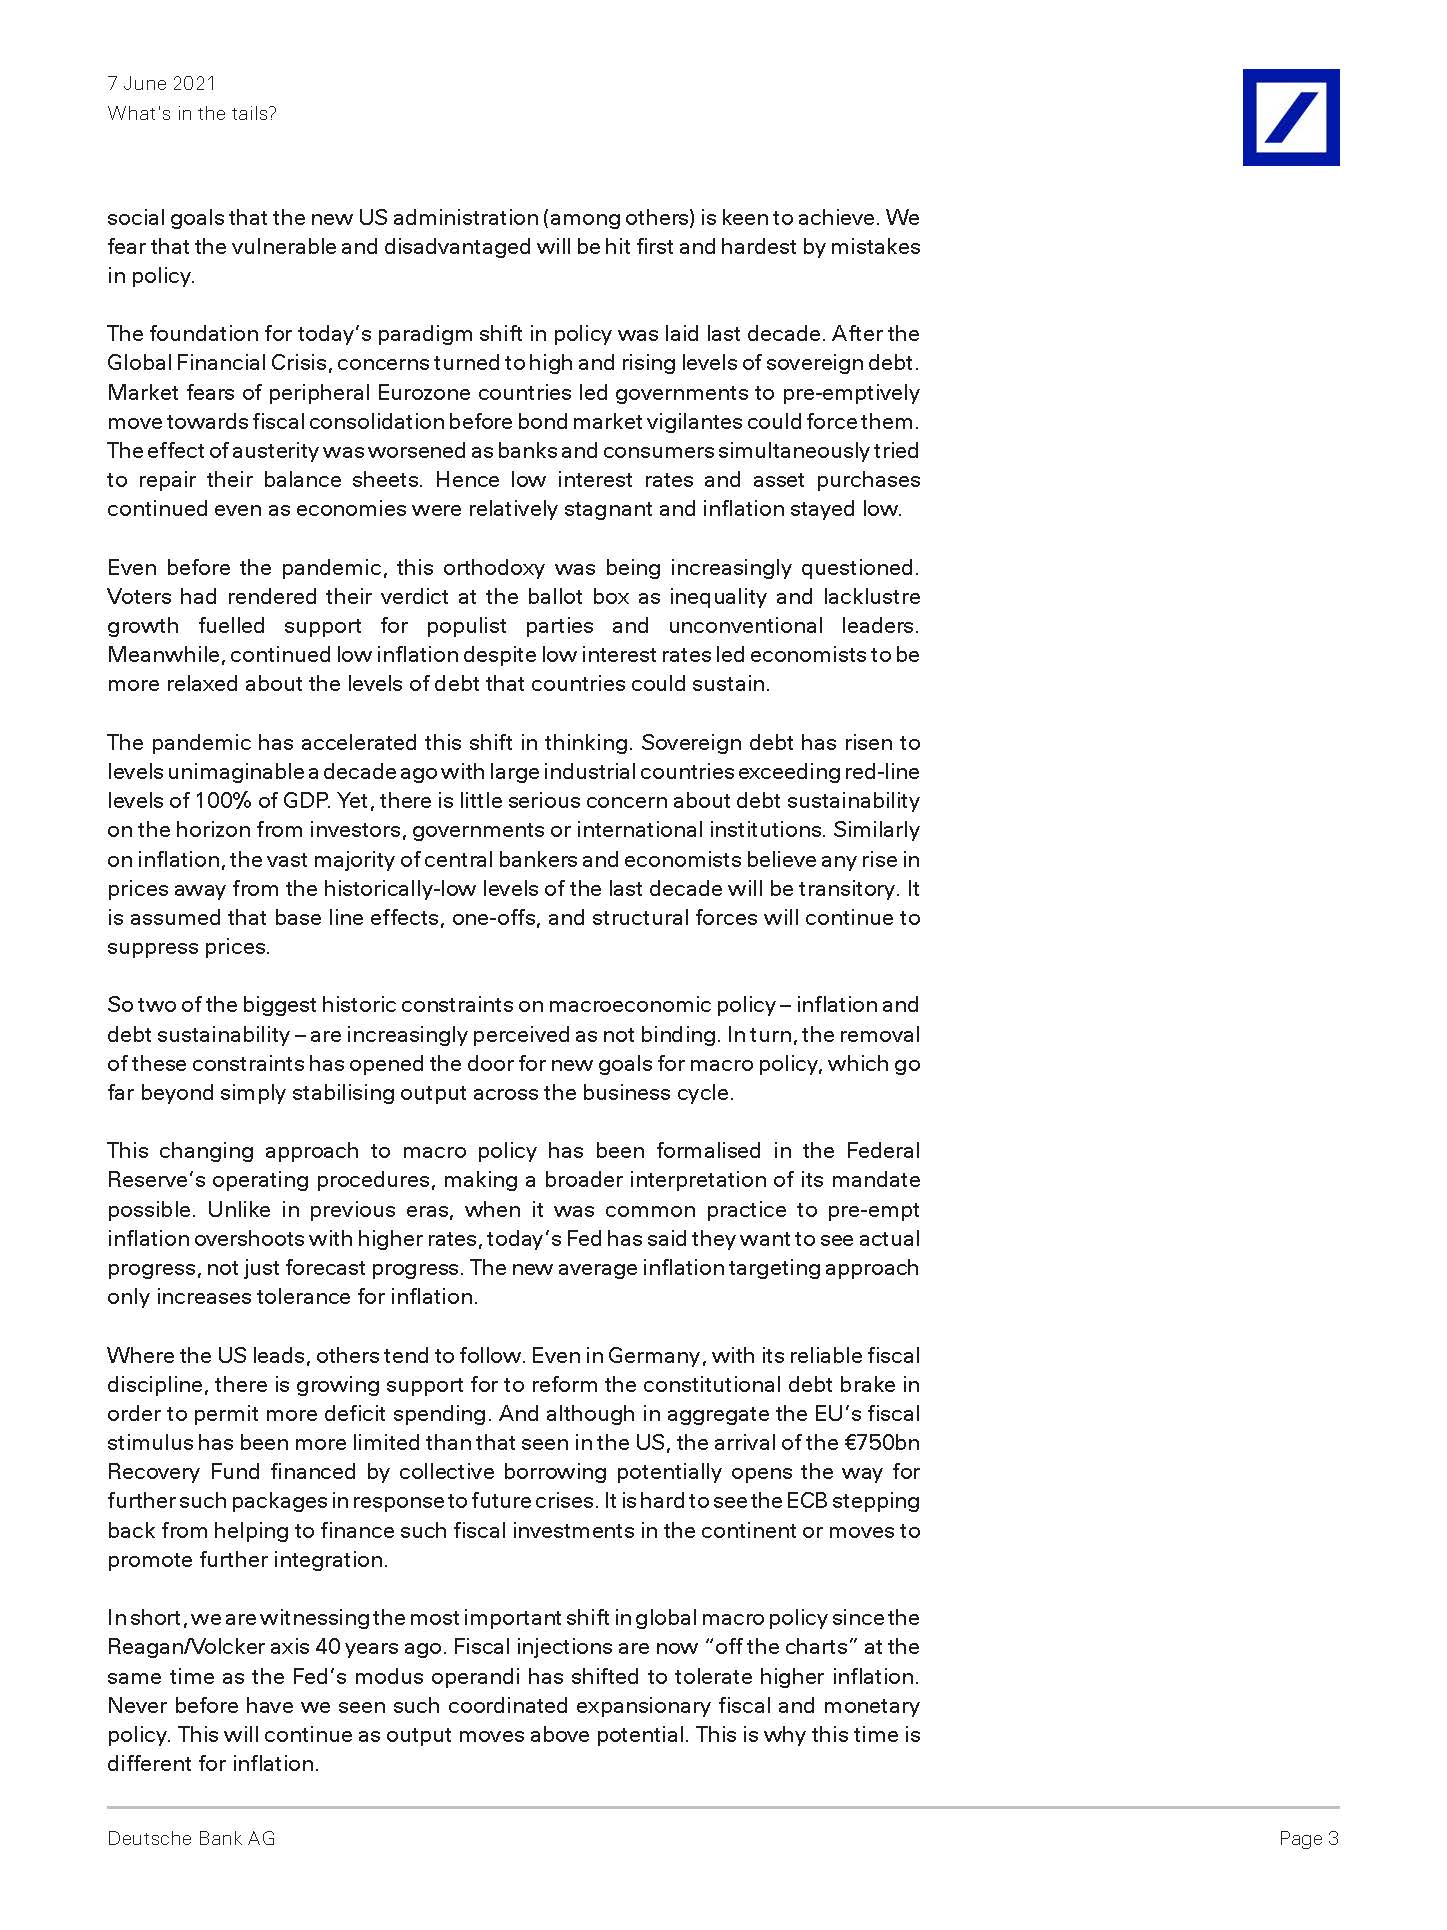 7 June 2021
What's in the tails?
social goals that the new US administration (among others) is keen to achieve. We
fear that the vulnerable and disadvantaged will be hit first and hardest by mistakes
in policy.
The foundation for today's paradigm shift in policy was laid last decade. After the
Global Financial Crisis, concerns turned to high and rising levels of sovereign debt.
Market fears of peripheral Eurozone countries led governments to pre-emptively
move towards fiscal consolidation before bond market vigilantes could force them.
The effect of austerity was worsened as banks and consumers simultaneously tried
to repair their balance sheets. Hence low interest rates and asset purchases
continued even as economies were relatively stagnant and inflation stayed low.
Even before the pandemic, this orthodoxy was being increasingly questioned.
Voters had rendered their verdict at the ballot box as inequality and lacklustre
growth fuelled support for populist parties and unconventional leaders.
Meanwhile, continued low inflation despite low interest rates led economists to be
more relaxed about the levels of debt that countries could sustain.
The pandemic has accelerated this shift in thinking. Sovereign debt has risen to
levels unimaginable a decade ago with large industrial countries exceeding red-line
levels of 100% of GDP. Yet, there is little serious concern about debt sustainability
on the horizon from investors, governments or international institutions. Similarly
on inflation, the vast majority of central bankers and economists believe any rise in
prices away from the historically-low levels of the last decade will be transitory. It
is assumed that base line effects, one-offs, and structural forces will continue to
suppress prices.
So two of the biggest historic constraints on macroeconomic policy – inflation and
debt sustainability – are increasingly perceived as not binding. In turn, the removal
of these constraints has opened the door for new goals for macro policy, which go
far beyond simply stabilising output across the business cycle.
This changing approach to macro policy has been formalised in the Federal
Reserve's operating procedures, making a broader interpretation of its mandate
possible. Unlike in previous eras, when it was common practice to pre-empt
inflation overshoots with higher rates, today's Fed has said they want to see actual
progress, not just forecast progress. The new average inflation targeting approach
only increases tolerance for inflation.
Where the US leads, others tend to follow. Even in Germany, with its reliable fiscal
discipline, there is growing support for to reform the constitutional debt brake in
order to permit more deficit spending. And although in aggregate the EU's fiscal
stimulus has been more limited than that seen in the US, the arrival of the €750bn
Recovery Fund financed by collective borrowing potentially opens the way for
further such packages in response to future crises. It is hard to see the ECB stepping
back from helping to finance such fiscal investments in the continent or moves to
promote further integration.
In short, we are witnessing the most important shift in global macro policy since the
Reagan/Volcker axis 40 years ago. Fiscal injections are now “off the charts” at the
same time as the Fed's modus operandi has shifted to tolerate higher inflation.
Never before have we seen such coordinated expansionary fiscal and monetary
policy. This will continue as output moves above potential. This is why this time is
different for inflation.
Deutsche Bank AG
Page 3